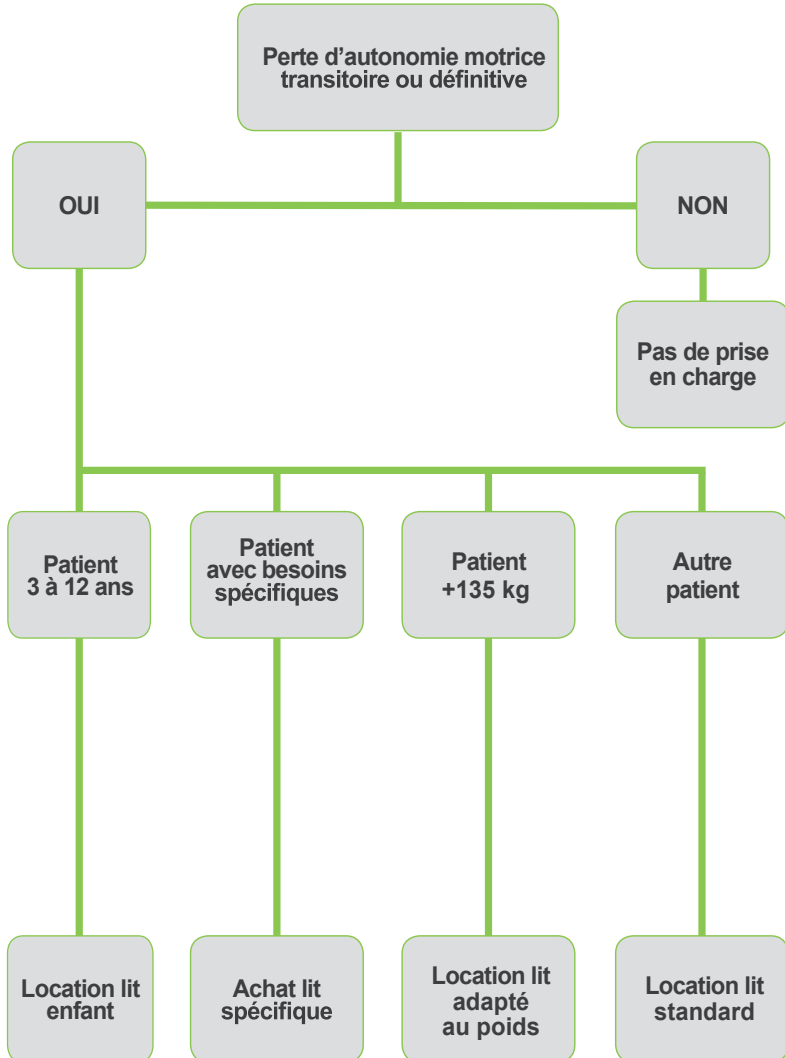 Perte d’autonomie motrice
transitoire ou définitive
OUI
NON
Pas de prise
en charge
Patient
3 à 12 ans
Patient
avec besoins
spécifiques
Patient
+135 kg
Autre
patient
Location lit
enfant
Achat lit
spécifique
Location lit
adapté
au poids
Location lit
standard